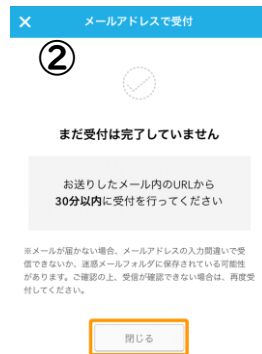 × メールアドレスで受付
②
まだ受付は完了していません
お送りしたメール内のURLから
30分以内に受付を行ってください
※メールが届かない場合、メールアドレスの入力間違いで受
信できないか、迷惑メールフォルダに保存されている可能性
があります。ご確認の上、受信が確認できない場合は、再度受
付してください。
閉じる